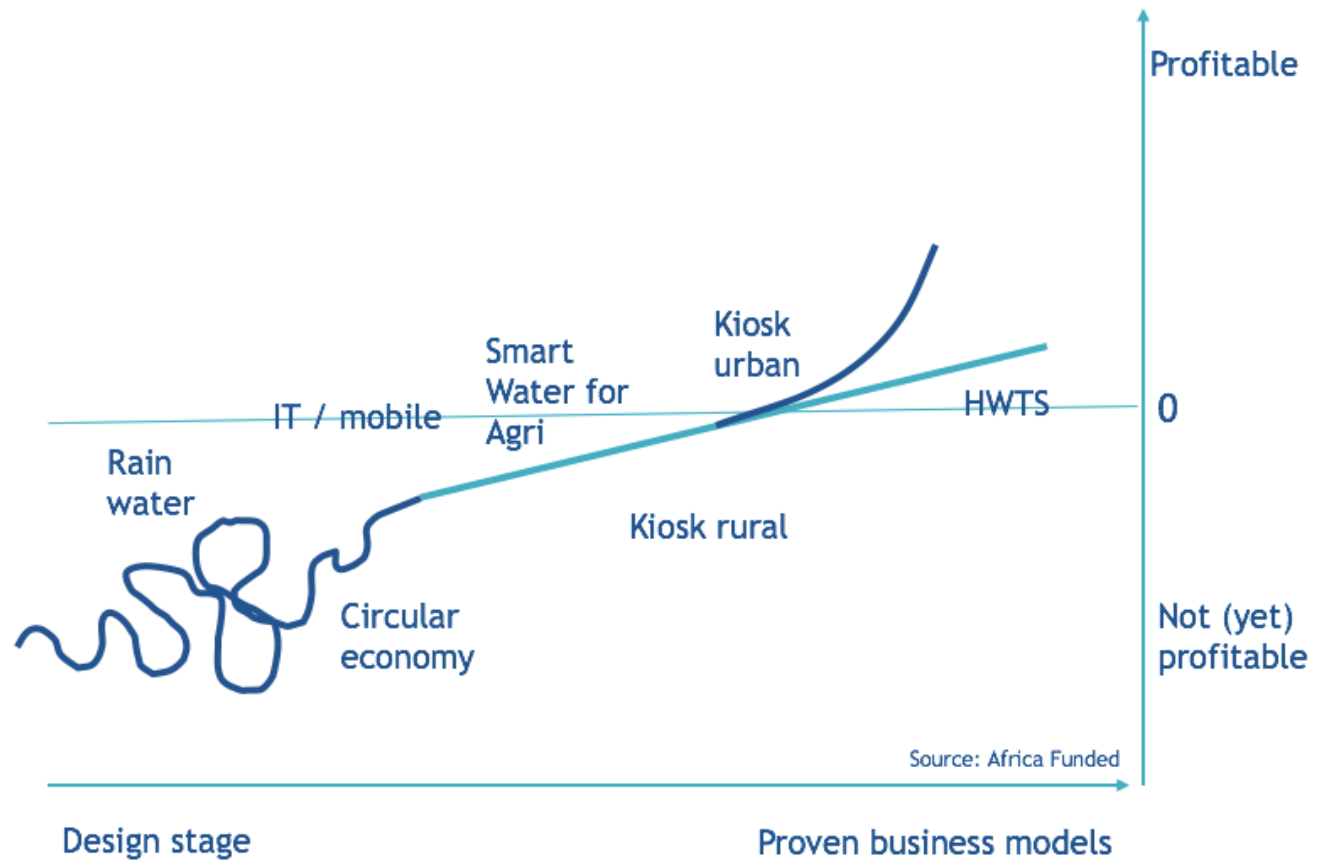 Profitable
Kiosk
urban
Smart
Water for
Agri
IT / mobile
HWTS
0
Rain
water
Kiosk rural
Circular
economy
Not (yet)
profitable
Source: Africa Funded
Design stage
Proven business models